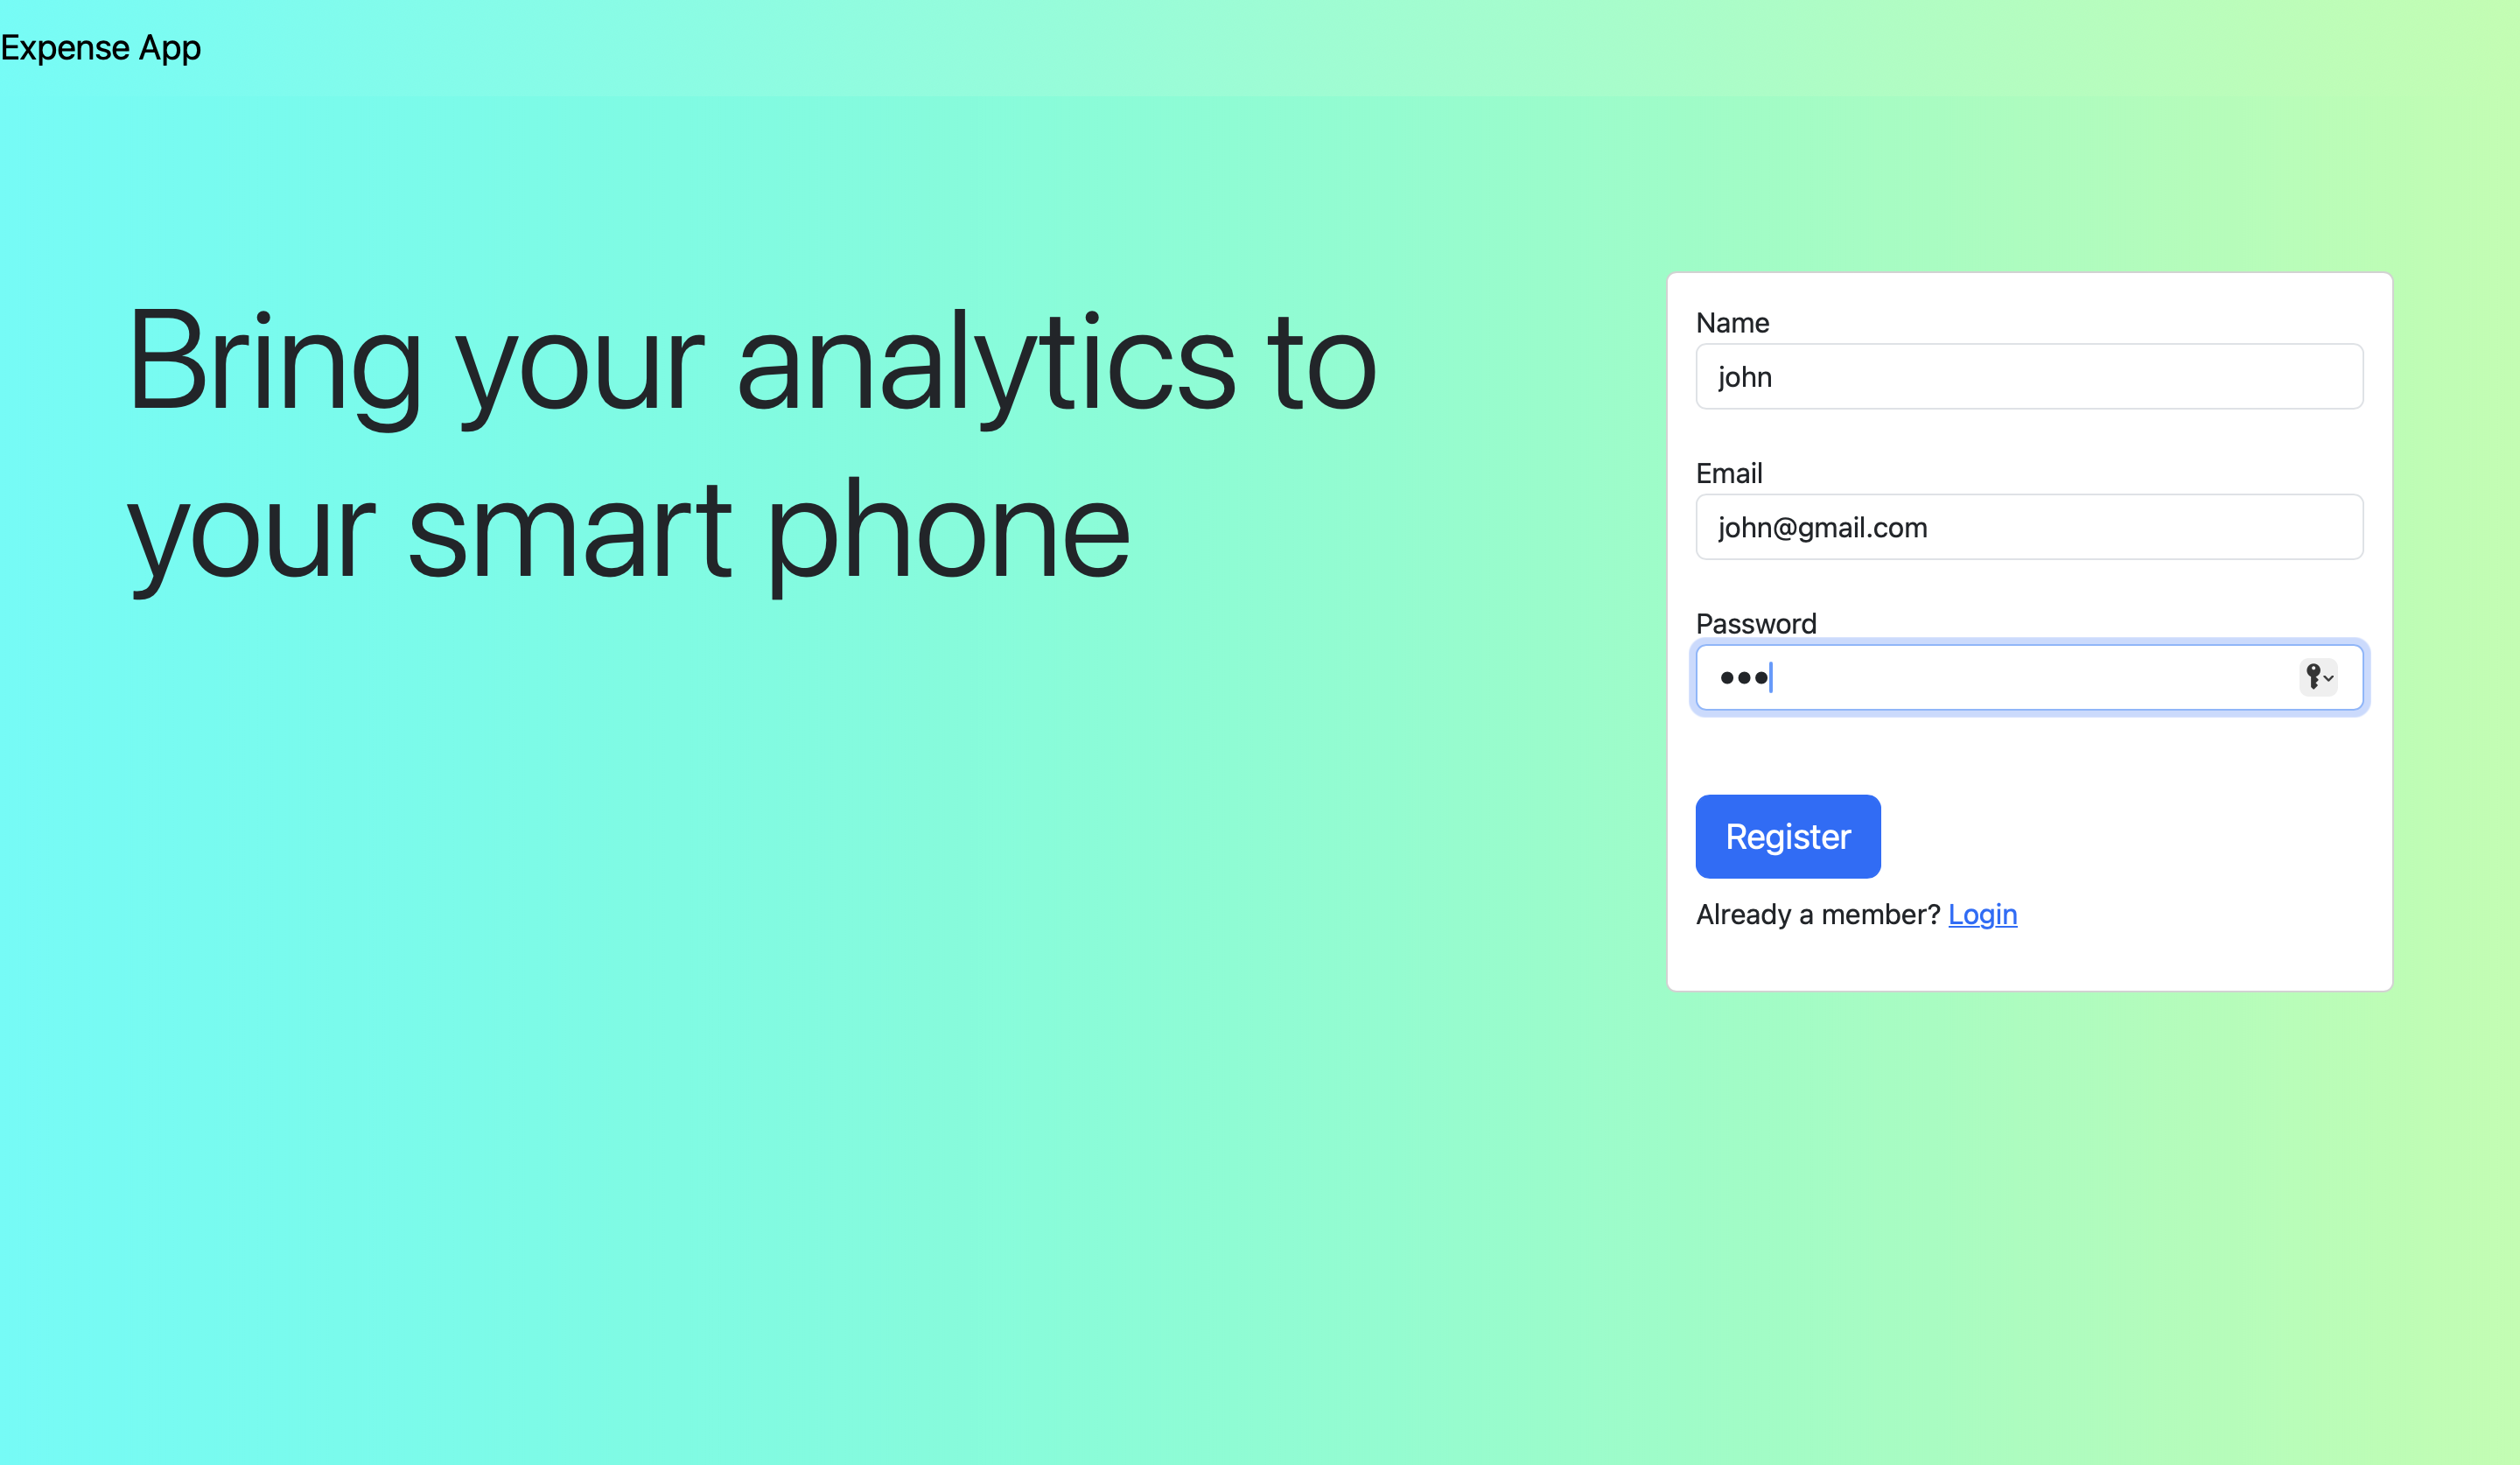 Expense App
Bring your analytics to
your smart phone
Name
john
Email
john@gmail.com
Password
•••
Register
Already a member? Login